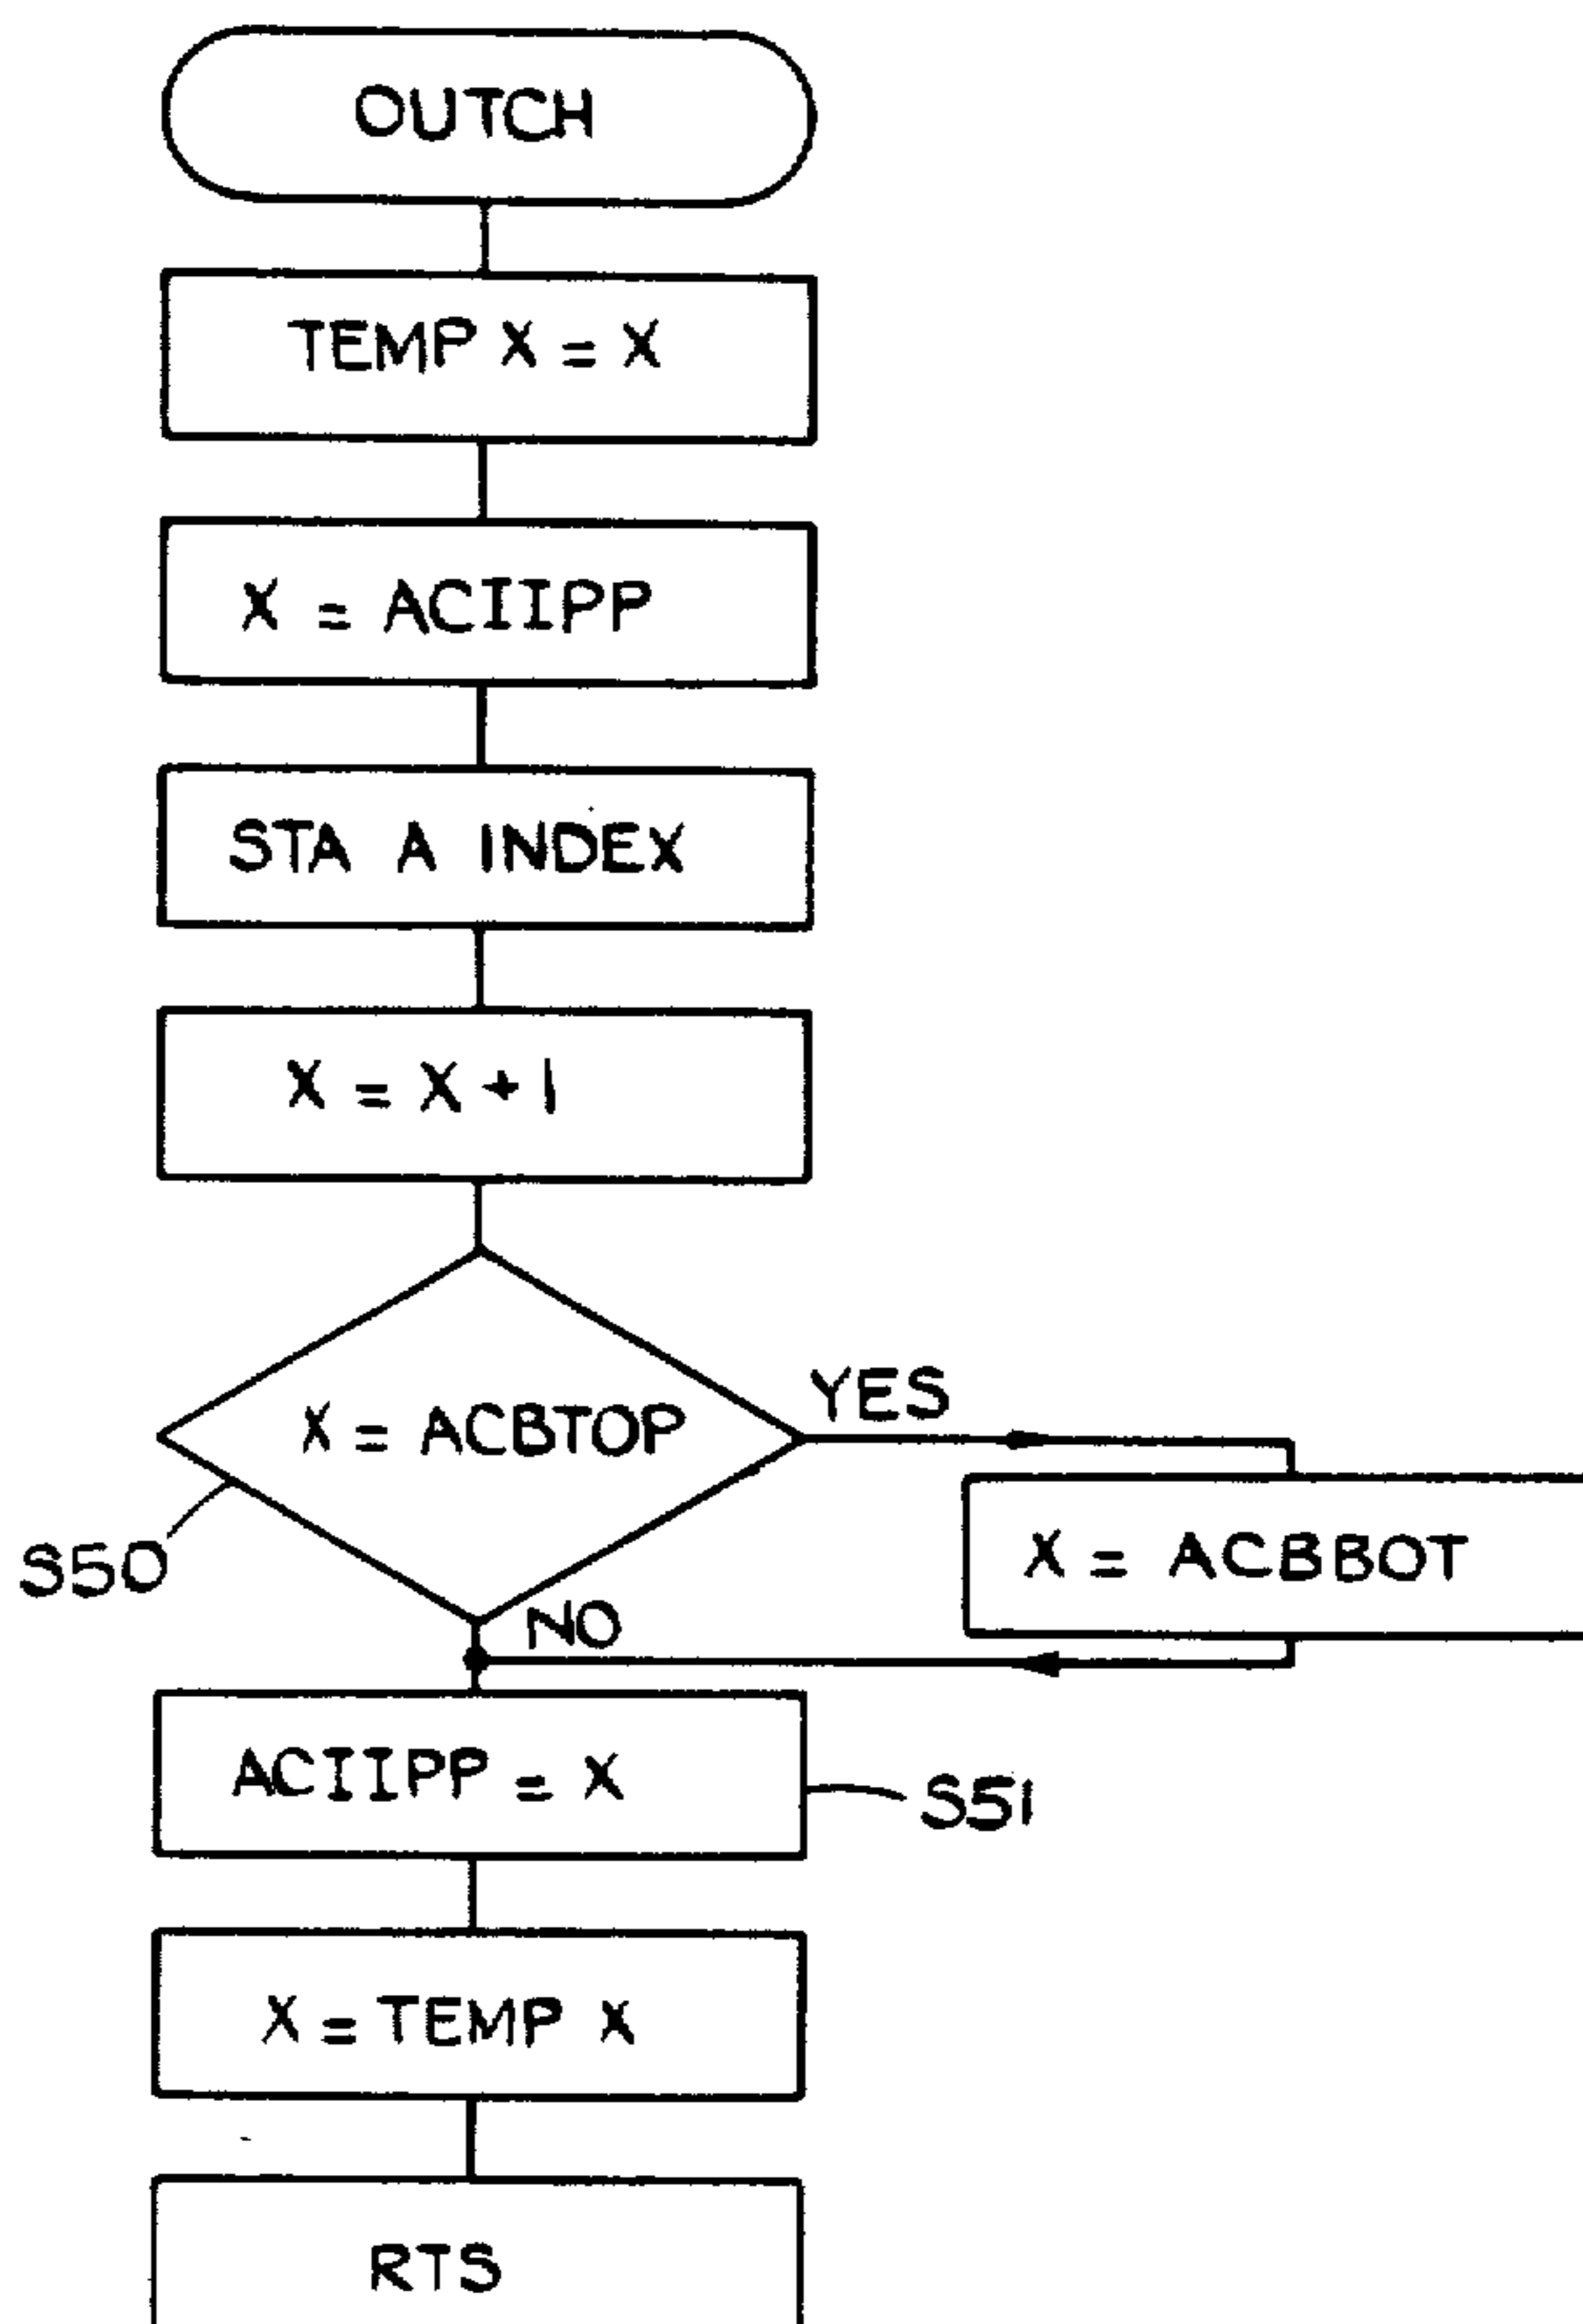 OUTCH
TEMP X = X
X = ACIIPP
STA A INDEX
X = X + 1
X = ACBTOP
YES
S50
X = ACBBOT
NO
ACIIPP = X
S51
X = TEMP X
RTS